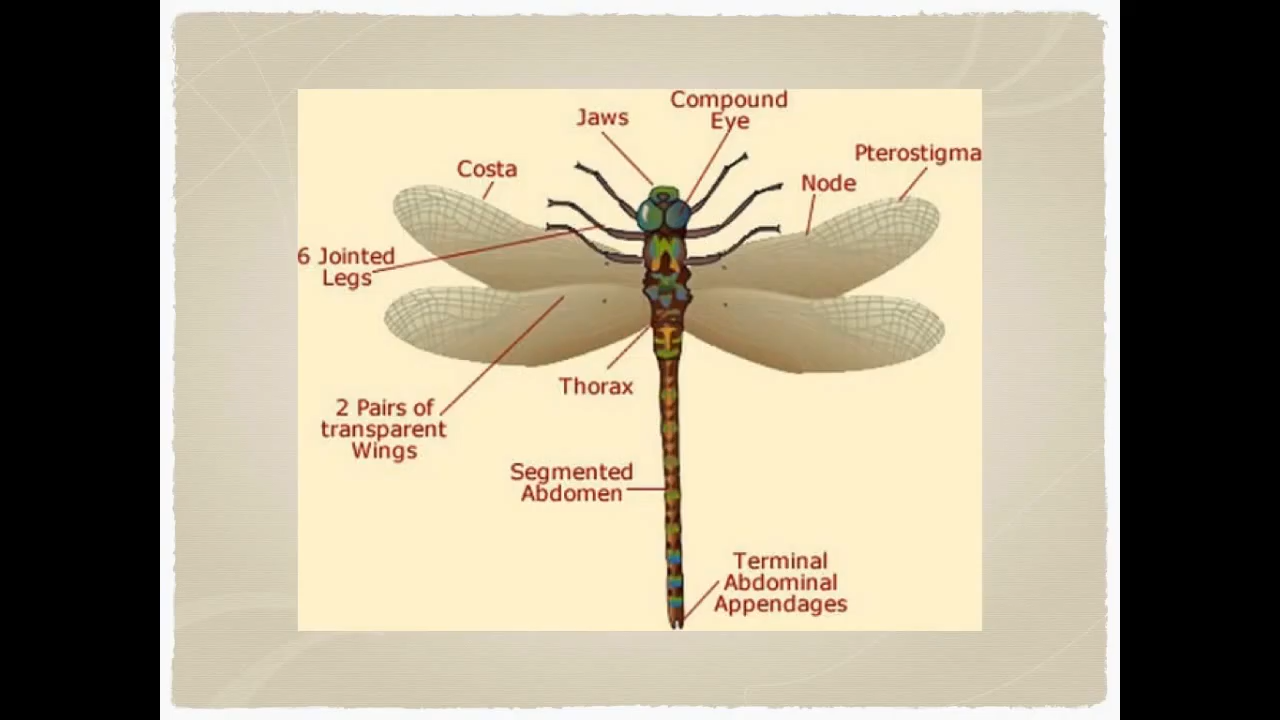 Compound
Eye
Jaws
Pterostigma
Costa
Node
6 Jointed
Legs
Thorax
2 Pairs of
transparent
Wings
Segmented
Abdomen
Terminal
Abdominal
Appendages